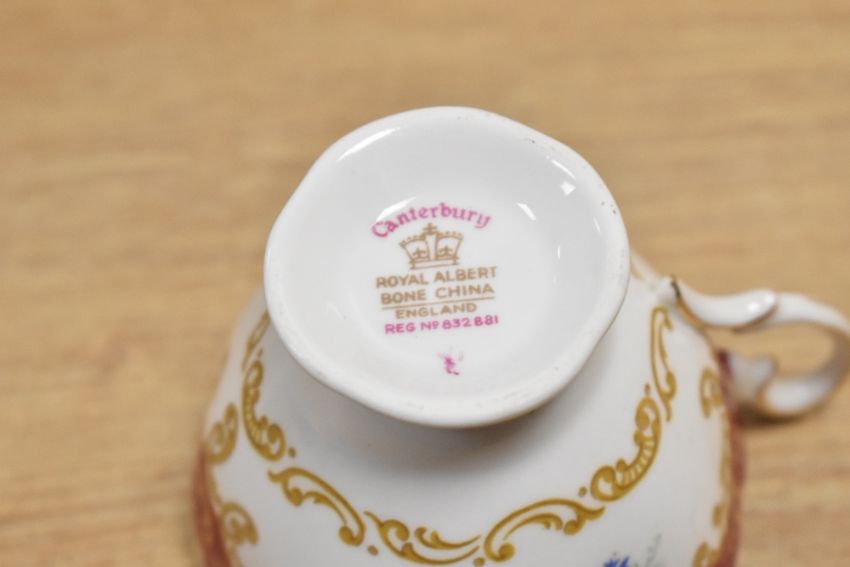 Canterbury
ROYAL ALBERT
BONE CHINA
ENGLAND
REG Nº 832881